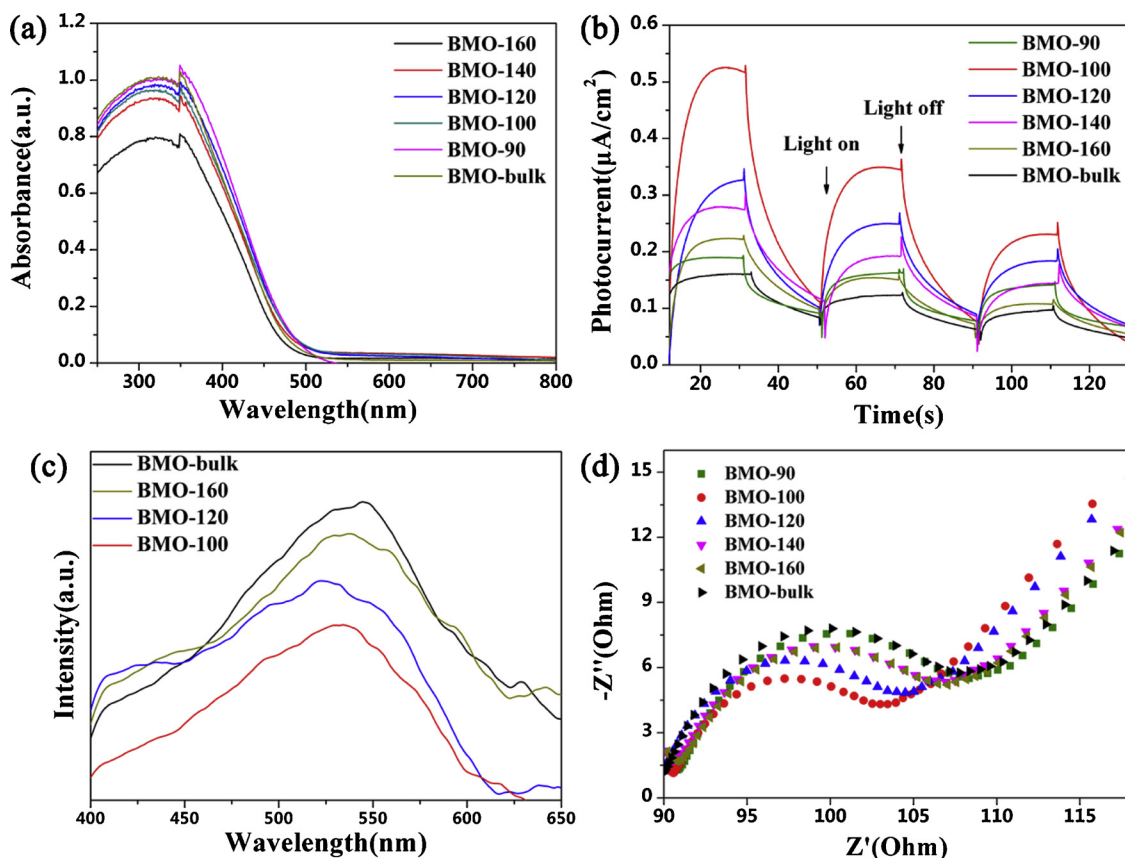 (a)
1.2
1.0
0.8
0.6
0.4
0.2
0.0
Absorbance(a.u.)
BMO-160
BMO-140
BMO-120
BMO-100
BMO-90
BMO-bulk
300 400 500 600 700 800
Wavelength(nm)
(b)
0.6
0.5
0.4
0.3
0.2
0.1
0.0
Photocurrent(μA/cm²)
BMO-90
BMO-100
BMO-120
BMO-140
BMO-160
BMO-bulk
Light on
Light off
20 40 60 80 100 120
Time(s)
(c)
Intensity(a.u.)
BMO-bulk
BMO-160
BMO-120
BMO-100
400 450 500 550 600 650
Wavelength(nm)
(d)
15
12
9
6
3
0
-Z''(Ohm)
BMO-90
BMO-100
BMO-120
BMO-140
BMO-160
BMO-bulk
90 95 100 105 110 115
Z'(Ohm)